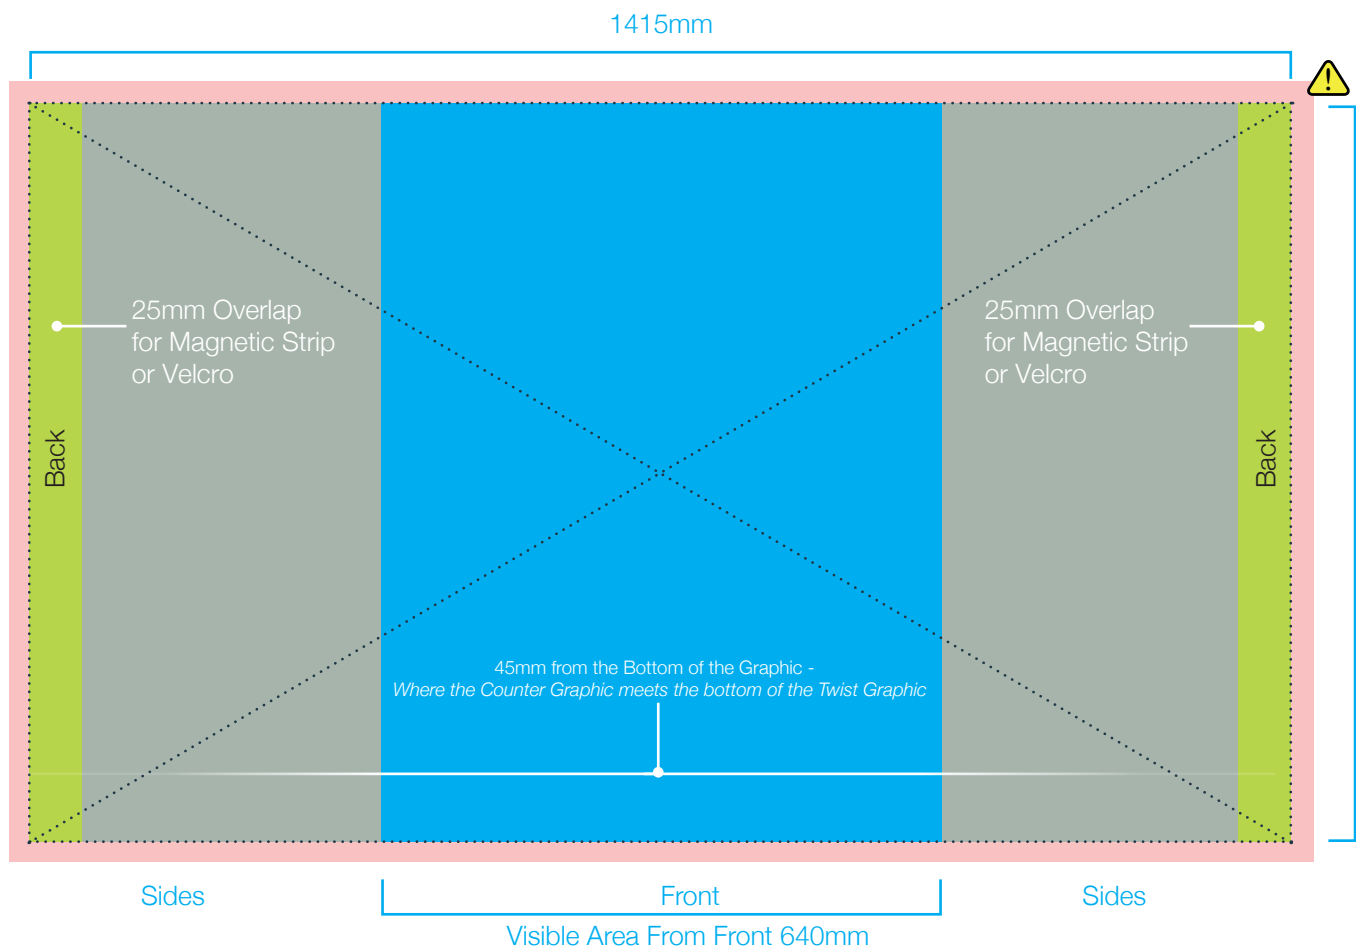 1415mm
25mm Overlap
for Magnetic Strip
or Velcro
25mm Overlap
for Magnetic Strip
or Velcro
Back
Back
45mm from the Bottom of the Graphic -
Where the Counter Graphic meets the bottom of the Twist Graphic
Sides
Front
Sides
Visible Area From Front 640mm